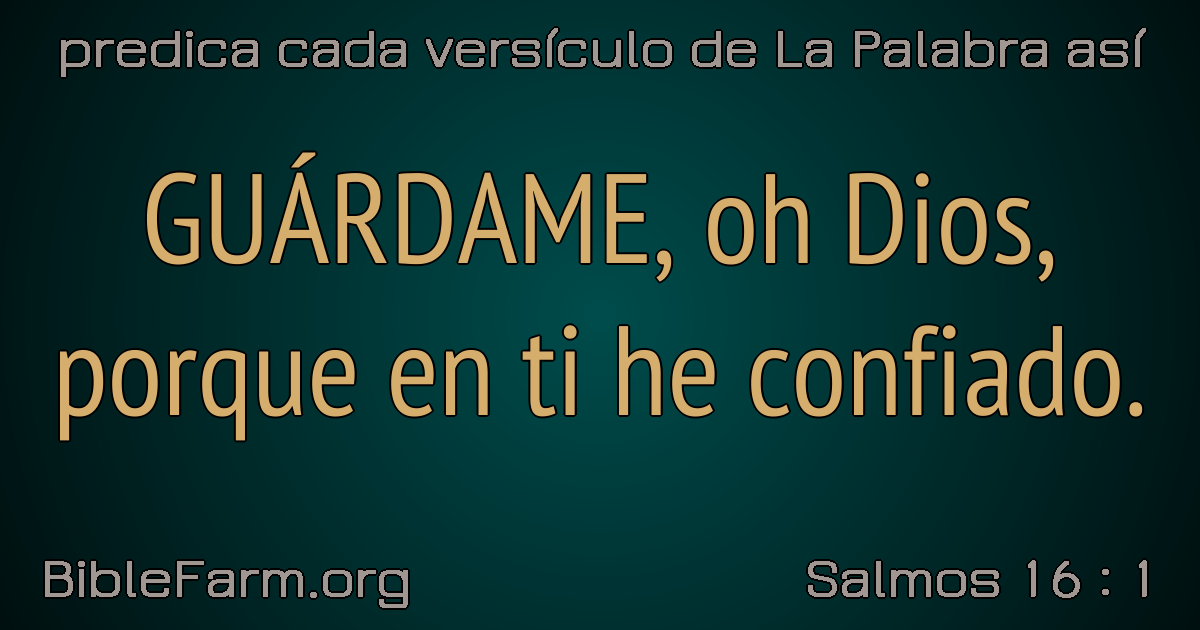 predica cada versículo de La Palabra así
GUÁRDAME, oh Dios,
porque en ti he confiado.
BibleFarm.org
Salmos 16 : 1